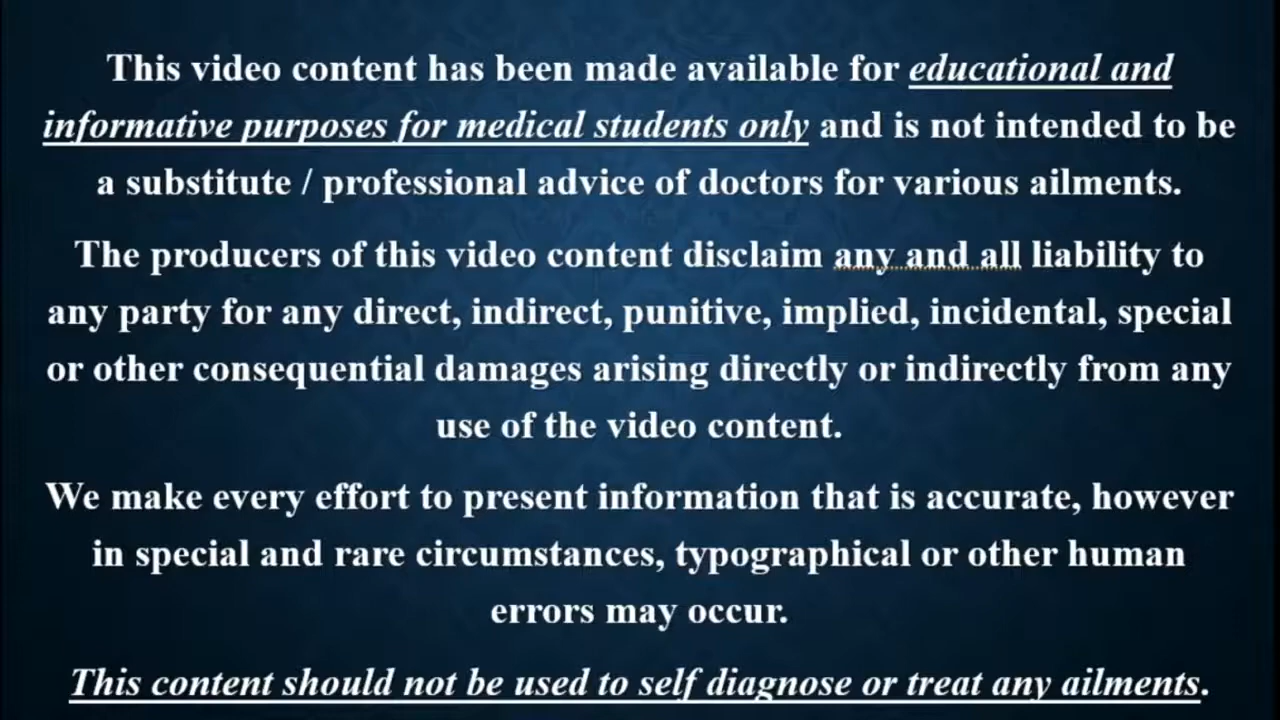 This video content has been made available for educational and
informative purposes for medical students only and is not intended to be
a substitute / professional advice of doctors for various ailments.
The producers of this video content disclaim any and all liability to
any party for any direct, indirect, punitive, implied, incidental, special
or other consequential damages arising directly or indirectly from any
use of the video content.
We make every effort to present information that is accurate, however
in special and rare circumstances, typographical or other human
errors may occur.
This content should not be used to self diagnose or treat any ailments.